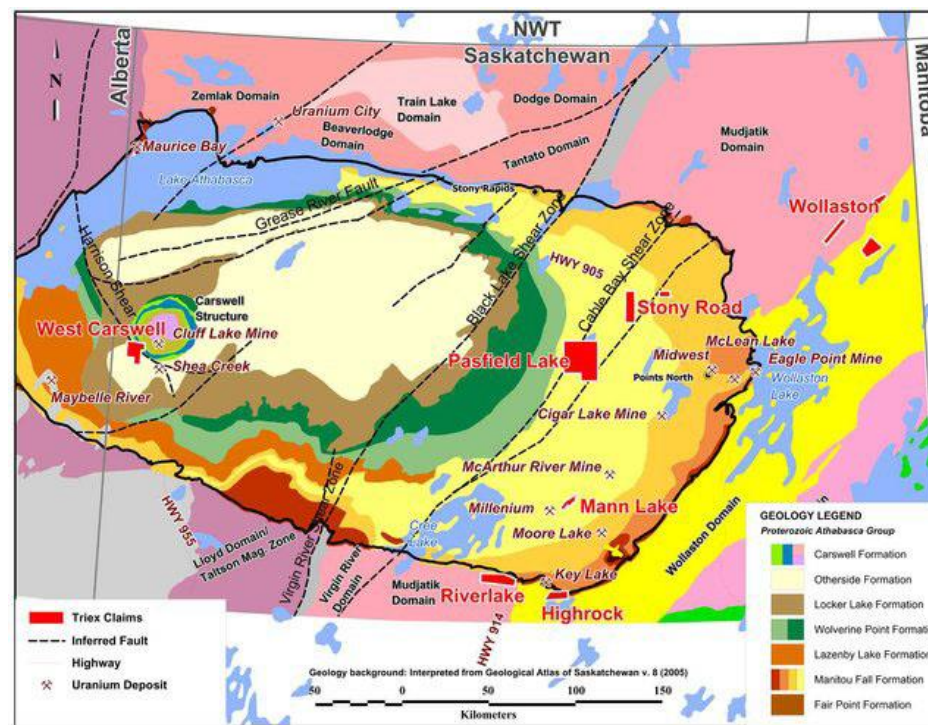 NWT
Saskatchewan
Alberta
Manitoba
N
Zemlak Domain
Uranium City
Train Lake
Domain
Dodge Domain
Beaverlodge
Domain
Tantato Domain
Mudjatik
Domain
Maurice Bay
Lake Athabasca
Grease River Fault
Stony Rapids
Wollaston
Harrison Shear
Black Lake Shear Zone
HWY 905
Cable Bay Shear Zone
Carswell
Structure
West Carswell
Cluff Lake Mine
Shea Creek
Stony Road
McLean Lake
Midwest
Eagle Point Mine
Pasfield Lake
Points North
Wollaston
Lake
Maybelle River
Cigar Lake Mine
McArthur River Mine
Mann Lake
Millenium
Moore Lake
Cree
Lake
HWY 955
Lloyd Domain/
Taltson Mag. Zone
Virgin River Shear Zone
Virgin River
Domain
Mudjatik
Domain
Key Lake
Riverlake
Highrock
HWY 914
Wollaston Domain
GEOLOGY LEGEND
Proterozoic Athabasca Group
Carswell Formation
Otherside Formation
Locker Lake Formation
Wolverine Point Formation
Lazenby Lake Formation
Manitou Fall Formation
Fair Point Formation
Triex Claims
Inferred Fault
Highway
Uranium Deposit
Geology background: Interpreted from Geological Atlas of Saskatchewan v. 8 (2005)
50 0 50 100 150
Kilometers